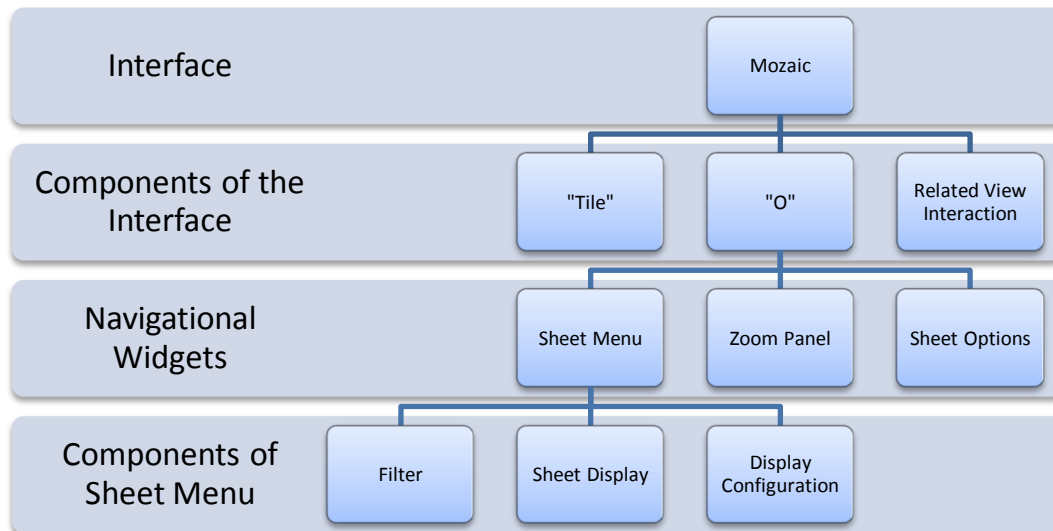 Interface
Mozaic
Components of the
Interface
"Tile"
"O"
Related View
Interaction
Navigational
Widgets
Sheet Menu
Zoom Panel
Sheet Options
Components of
Sheet Menu
Filter
Sheet Display
Display
Configuration